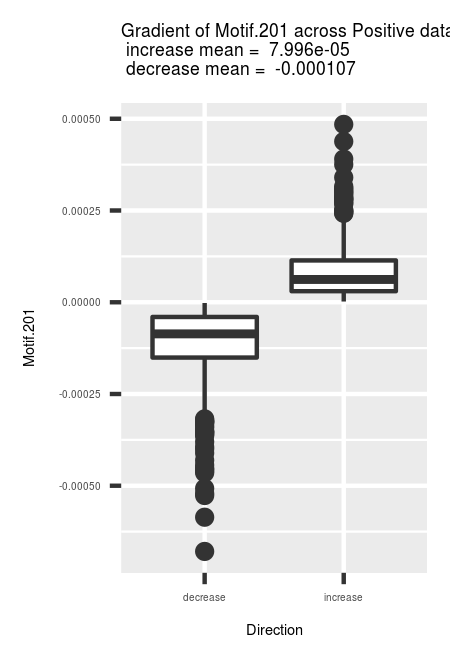 Gradient of Motif.201 across Positive data
increase mean =  7.996e-05
decrease mean =  -0.000107
0.00050
0.00025
0.00000
-0.00025
-0.00050
Motif.201
decrease
increase
Direction